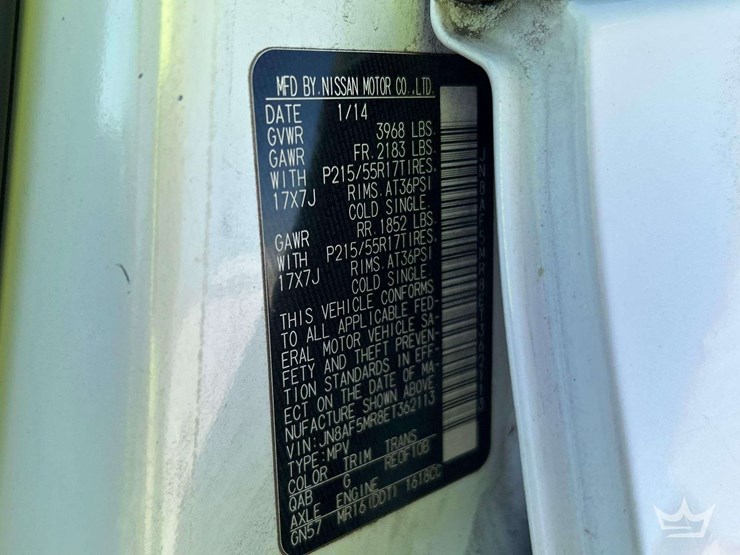 MFD BY.NISSAN MOTOR CO.,LTD.
DATE 1/14
GVWR 3968 LBS.
GAWR FR.2183 LBS.
WITH P215/55R17TIRES.
17X7J RIMS.AT36PSI
COLD SINGLE.
GAWR RR.1852 LBS.
WITH P215/55R17TIRES.
17X7J RIMS.AT36PSI
COLD SINGLE.
THIS VEHICLE CONFORMS
TO ALL APPLICABLE FED-
ERAL MOTOR VEHICLE SA-
FETY AND THEFT PREVEN-
TION STANDARDS IN EFF-
ECT ON THE DATE OF MA-
NUFACTURE SHOWN ABOVE.
VIN:JN8AF5MR8ET362113
TYPE:MPV
COLOR TRIM TRANS
QAB G RE0F10B
AXLE ENGINE
GN57 MR16(DDT) 1618CC
JN8AF5MR8ET362113